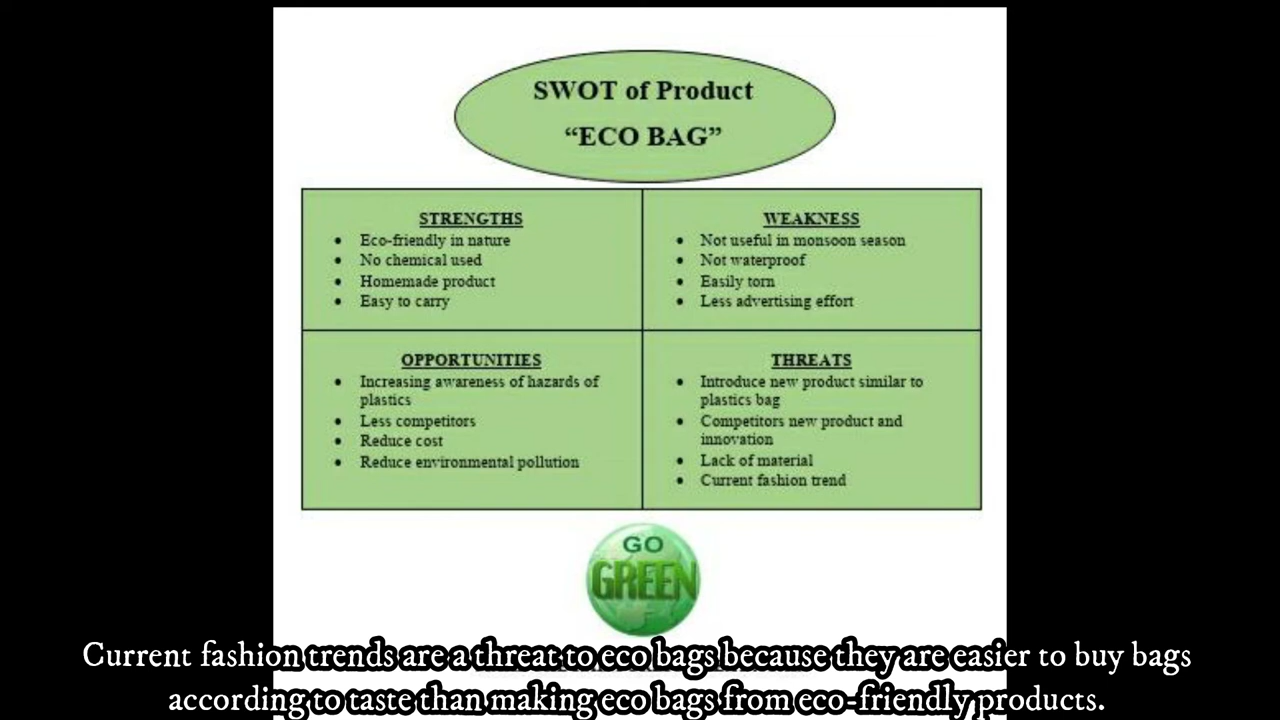 SWOT of Product
“ECO BAG”
STRENGTHS
• Eco-friendly in nature
• No chemical used
• Homemade product
• Easy to carry
WEAKNESS
• Not useful in monsoon season
• Not waterproof
• Easily torn
• Less advertising effort
OPPORTUNITIES
• Increasing awareness of hazards of
plastics
• Less competitors
• Reduce cost
• Reduce environmental pollution
THREATS
• Introduce new product similar to
plastics bag
• Competitors new product and
innovation
• Lack of material
• Current fashion trend
GO
GREEN
Current fashion trends are a threat to eco bags because they are easier to buy bags
according to taste than making eco bags from eco-friendly products.